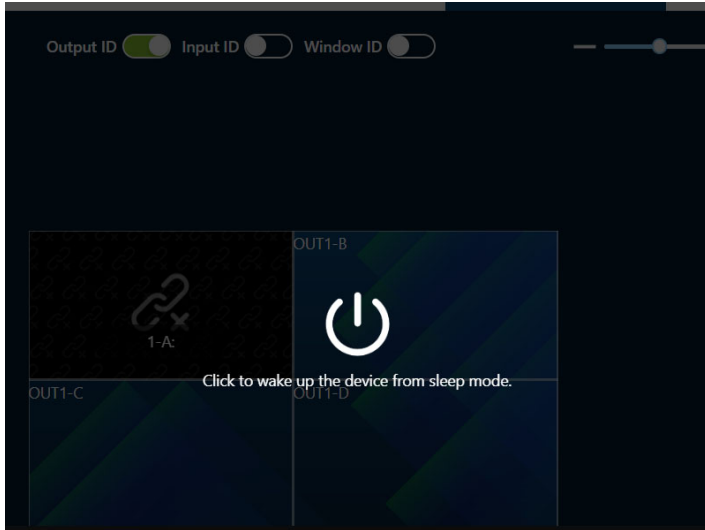 Output ID Input ID Window ID
OUT1-B
1-A:
Click to wake up the device from sleep mode.
OUT1-C OUT1-D